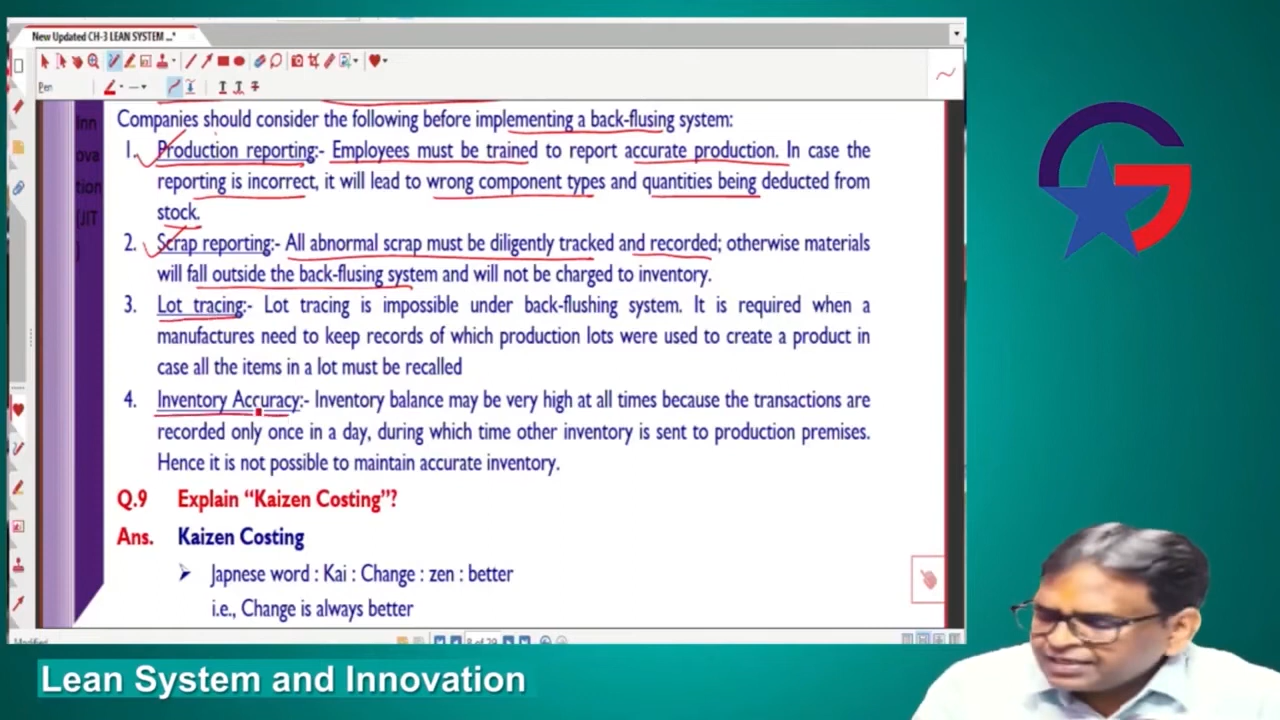 New Updated CH-3 LEAN SYSTEM ...*
Pen
Inn
ova
tion
(JIT
)
Companies should consider the following before implementing a back-flusing system:
1. Production reporting:- Employees must be trained to report accurate production. In case the
reporting is incorrect, it will lead to wrong component types and quantities being deducted from
stock.
2. Scrap reporting:- All abnormal scrap must be diligently tracked and recorded; otherwise materials
will fall outside the back-flusing system and will not be charged to inventory.
3. Lot tracing:- Lot tracing is impossible under back-flushing system. It is required when a
manufactures need to keep records of which production lots were used to create a product in
case all the items in a lot must be recalled
4. Inventory Accuracy:- Inventory balance may be very high at all times because the transactions are
recorded only once in a day, during which time other inventory is sent to production premises.
Hence it is not possible to maintain accurate inventory.
Q.9 Explain “Kaizen Costing”?
Ans. Kaizen Costing
➤ Japnese word : Kai : Change : zen : better
i.e., Change is always better
8 of 29
Lean System and Innovation